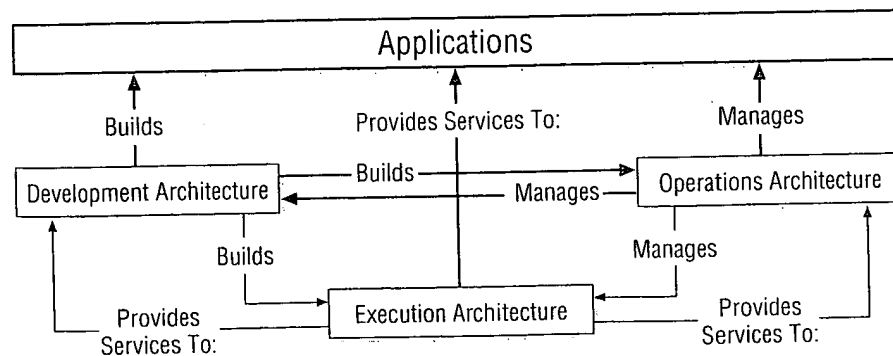 Applications
Builds
Provides Services To:
Manages
Development Architecture
Builds
Manages
Operations Architecture
Builds
Manages
Execution Architecture
Provides
Services To:
Provides
Services To: